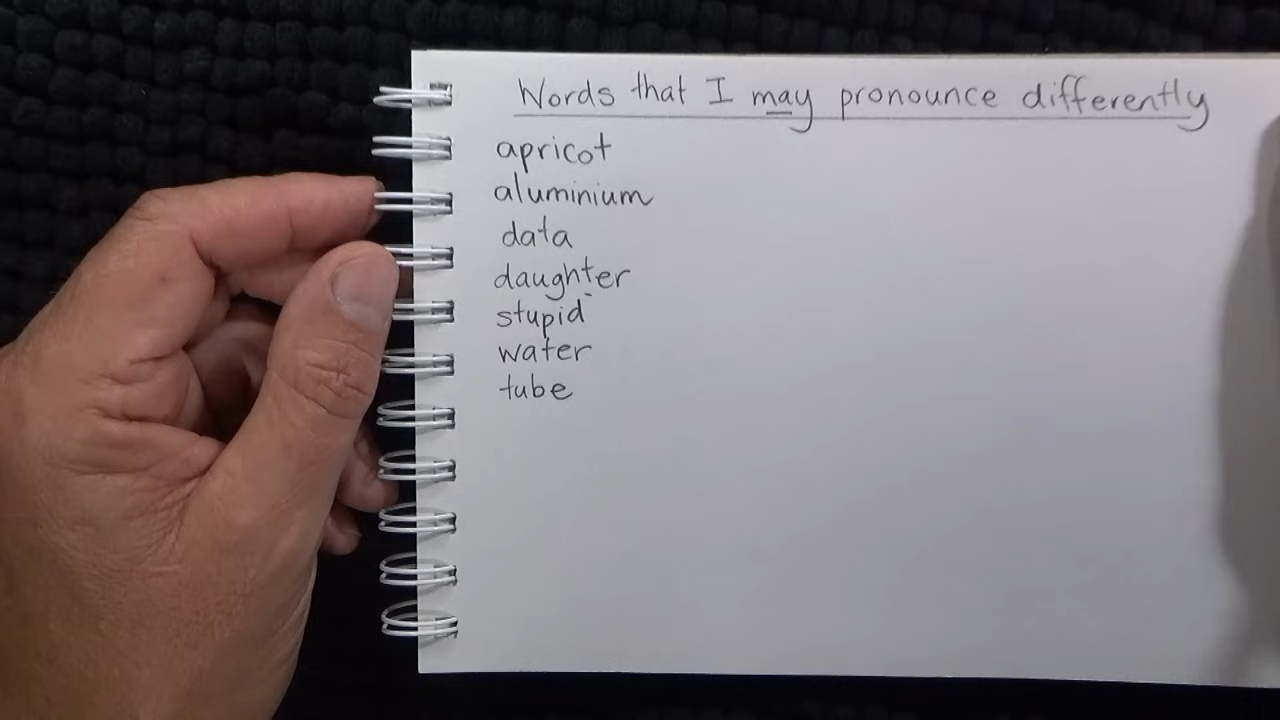 Words that I may pronounce differently
apricot
aluminium
data
daughter
stupid
water
tube